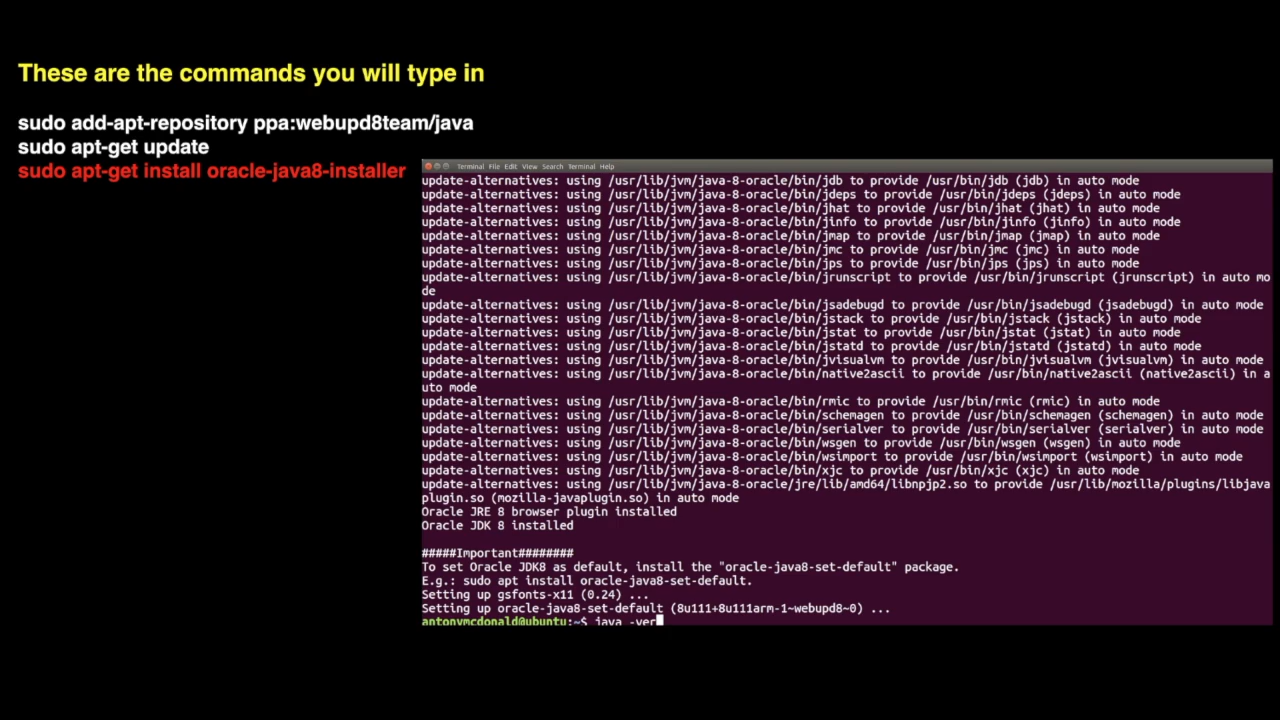 These are the commands you will type in
sudo add-apt-repository ppa:webupd8team/java
sudo apt-get update
sudo apt-get install oracle-java8-installer
Terminal File Edit View Search Terminal Help
update-alternatives: using /usr/lib/jvm/java-8-oracle/bin/jdb to provide /usr/bin/jdb (jdb) in auto mode
update-alternatives: using /usr/lib/jvm/java-8-oracle/bin/jdeps to provide /usr/bin/jdeps (jdeps) in auto mode
update-alternatives: using /usr/lib/jvm/java-8-oracle/bin/jhat to provide /usr/bin/jhat (jhat) in auto mode
update-alternatives: using /usr/lib/jvm/java-8-oracle/bin/jinfo to provide /usr/bin/jinfo (jinfo) in auto mode
update-alternatives: using /usr/lib/jvm/java-8-oracle/bin/jmap to provide /usr/bin/jmap (jmap) in auto mode
update-alternatives: using /usr/lib/jvm/java-8-oracle/bin/jmc to provide /usr/bin/jmc (jmc) in auto mode
update-alternatives: using /usr/lib/jvm/java-8-oracle/bin/jps to provide /usr/bin/jps (jps) in auto mode
update-alternatives: using /usr/lib/jvm/java-8-oracle/bin/jrunscript to provide /usr/bin/jrunscript (jrunscript) in auto mo
de
update-alternatives: using /usr/lib/jvm/java-8-oracle/bin/jsadebugd to provide /usr/bin/jsadebugd (jsadebugd) in auto mode
update-alternatives: using /usr/lib/jvm/java-8-oracle/bin/jstack to provide /usr/bin/jstack (jstack) in auto mode
update-alternatives: using /usr/lib/jvm/java-8-oracle/bin/jstat to provide /usr/bin/jstat (jstat) in auto mode
update-alternatives: using /usr/lib/jvm/java-8-oracle/bin/jstatd to provide /usr/bin/jstatd (jstatd) in auto mode
update-alternatives: using /usr/lib/jvm/java-8-oracle/bin/jvisualvm to provide /usr/bin/jvisualvm (jvisualvm) in auto mode
update-alternatives: using /usr/lib/jvm/java-8-oracle/bin/native2ascii to provide /usr/bin/native2ascii (native2ascii) in a
uto mode
update-alternatives: using /usr/lib/jvm/java-8-oracle/bin/rmic to provide /usr/bin/rmic (rmic) in auto mode
update-alternatives: using /usr/lib/jvm/java-8-oracle/bin/schemagen to provide /usr/bin/schemagen (schemagen) in auto mode
update-alternatives: using /usr/lib/jvm/java-8-oracle/bin/serialver to provide /usr/bin/serialver (serialver) in auto mode
update-alternatives: using /usr/lib/jvm/java-8-oracle/bin/wsgen to provide /usr/bin/wsgen (wsgen) in auto mode
update-alternatives: using /usr/lib/jvm/java-8-oracle/bin/wsimport to provide /usr/bin/wsimport (wsimport) in auto mode
update-alternatives: using /usr/lib/jvm/java-8-oracle/bin/xjc to provide /usr/bin/xjc (xjc) in auto mode
update-alternatives: using /usr/lib/jvm/java-8-oracle/jre/lib/amd64/libnpjp2.so to provide /usr/lib/mozilla/plugins/libjava
plugin.so (mozilla-javaplugin.so) in auto mode
Oracle JRE 8 browser plugin installed
Oracle JDK 8 installed
#####Important########
To set Oracle JDK8 as default, install the "oracle-java8-set-default" package.
E.g.: sudo apt install oracle-java8-set-default.
Setting up gsfonts-x11 (0.24) ...
Setting up oracle-java8-set-default (8u111+8u111arm-1~webupd8~0) ...
antonymcdonald@ubuntu:~$ java -ver